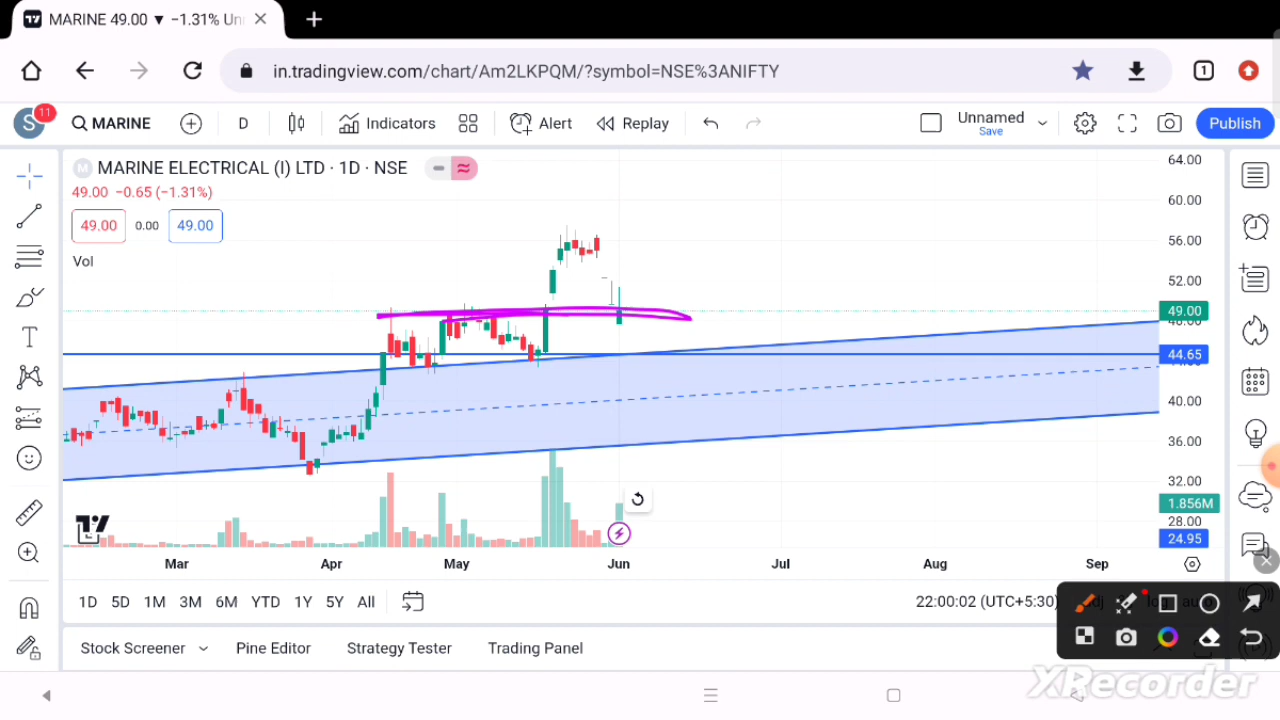 MARINE 49.00 ▼ −1.31% Un
in.tradingview.com/chart/Am2LKPQM/?symbol=NSE%3ANIFTY
1
S 11 MARINE D Indicators Alert Replay Unnamed Save Publish
M MARINE ELECTRICAL (I) LTD · 1D · NSE
49.00 −0.65 (−1.31%)
49.00 0.00 49.00
Vol
64.00
60.00
56.00
52.00
49.00
48.00
44.65
40.00
36.00
32.00
1.856M
28.00
24.95
Mar Apr May Jun Jul Aug Sep
1D 5D 1M 3M 6M YTD 1Y 5Y All 22:00:02 (UTC+5:30)
Stock Screener Pine Editor Strategy Tester Trading Panel
XRecorder